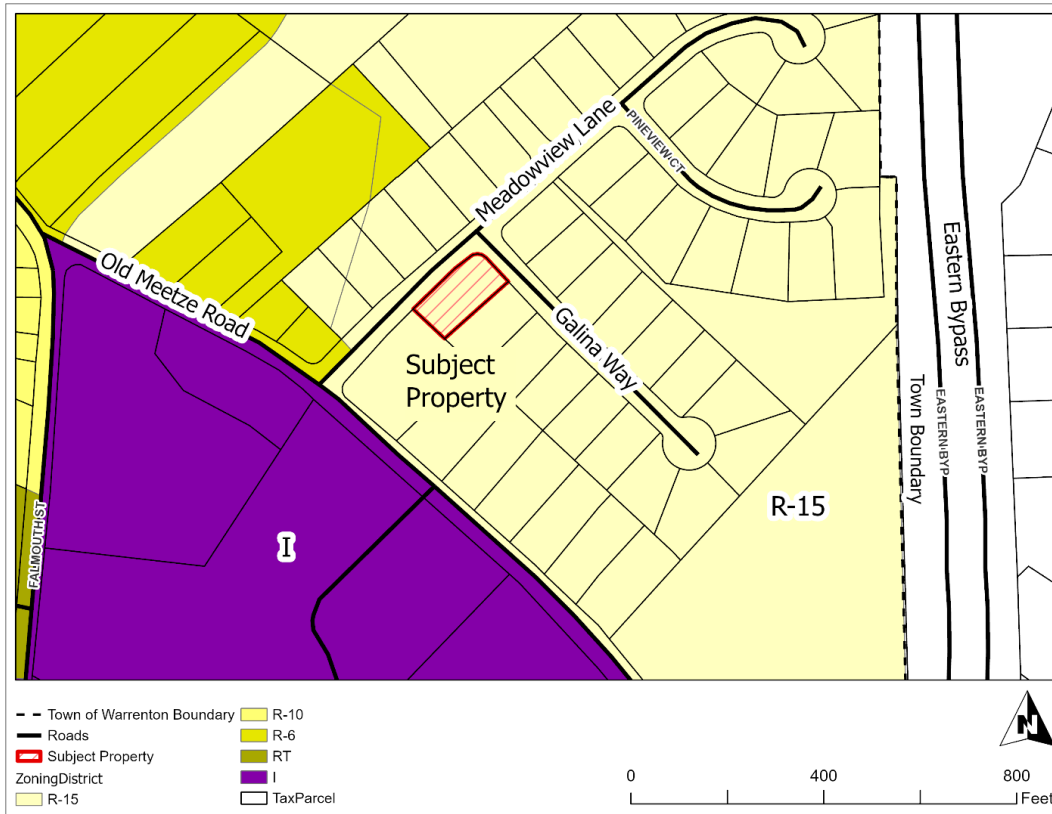 Meadowview Lane
PINEVIEW CT
Old Meetze Road
Eastern Bypass
Galina Way
Subject
Property
Town Boundary
EASTERN BYP
EASTERN BYP
R-15
I
FALMOUTH ST
Town of Warrenton Boundary
Roads
Subject Property
ZoningDistrict
R-15
R-10
R-6
RT
I
TaxParcel
N
0 400 800
Feet